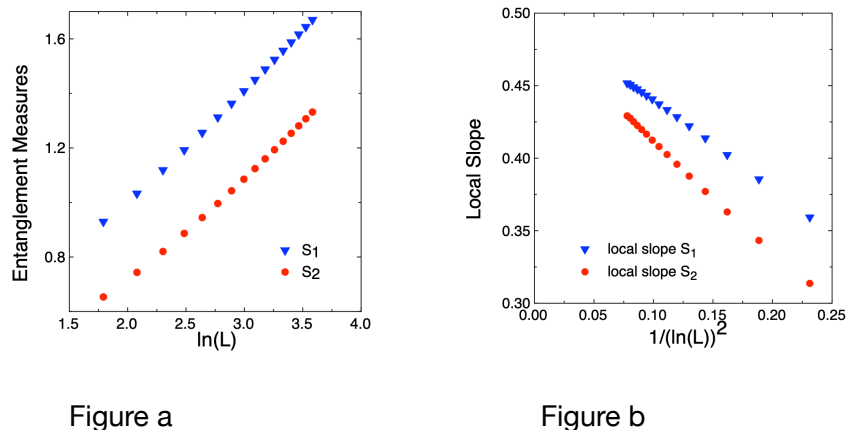 Entanglement Measures
1.6
1.2
0.8
S1
S2
1.5
2.0
2.5
3.0
3.5
4.0
ln(L)
Figure a
Local Slope
0.50
0.45
0.40
0.35
0.30
local slope S1
local slope S2
0.00
0.05
0.10
0.15
0.20
0.25
1/(ln(L))2
Figure b